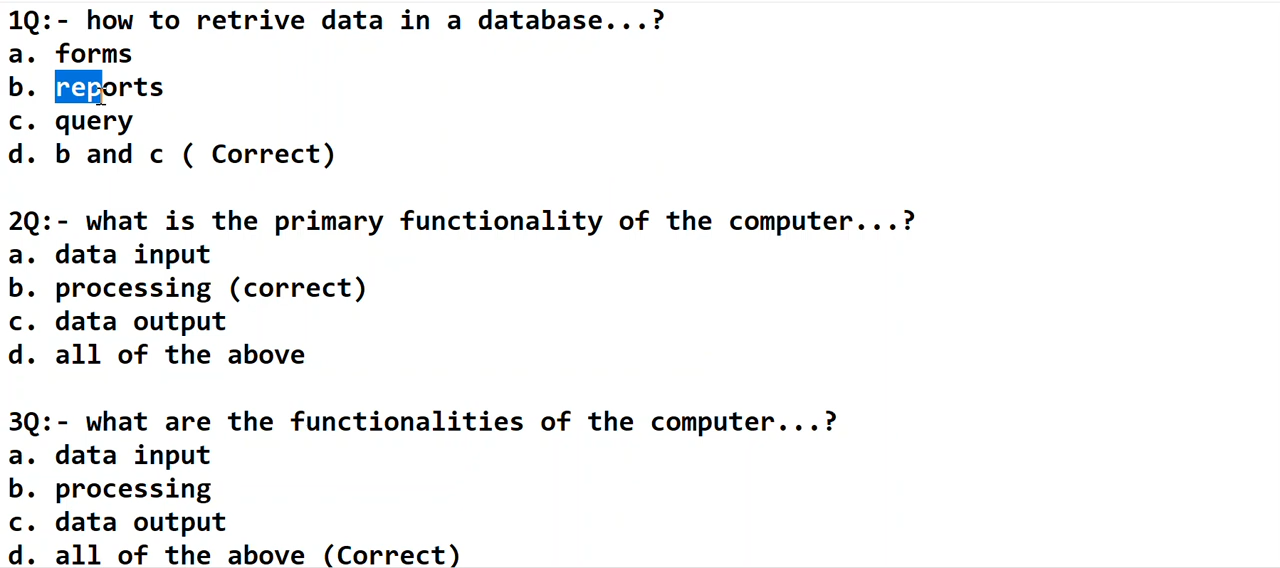 1Q:- how to retrive data in a database...?
a. forms
b. reports
c. query
d. b and c ( Correct)
2Q:- what is the primary functionality of the computer...?
a. data input
b. processing (correct)
c. data output
d. all of the above
3Q:- what are the functionalities of the computer...?
a. data input
b. processing
c. data output
d. all of the above (Correct)